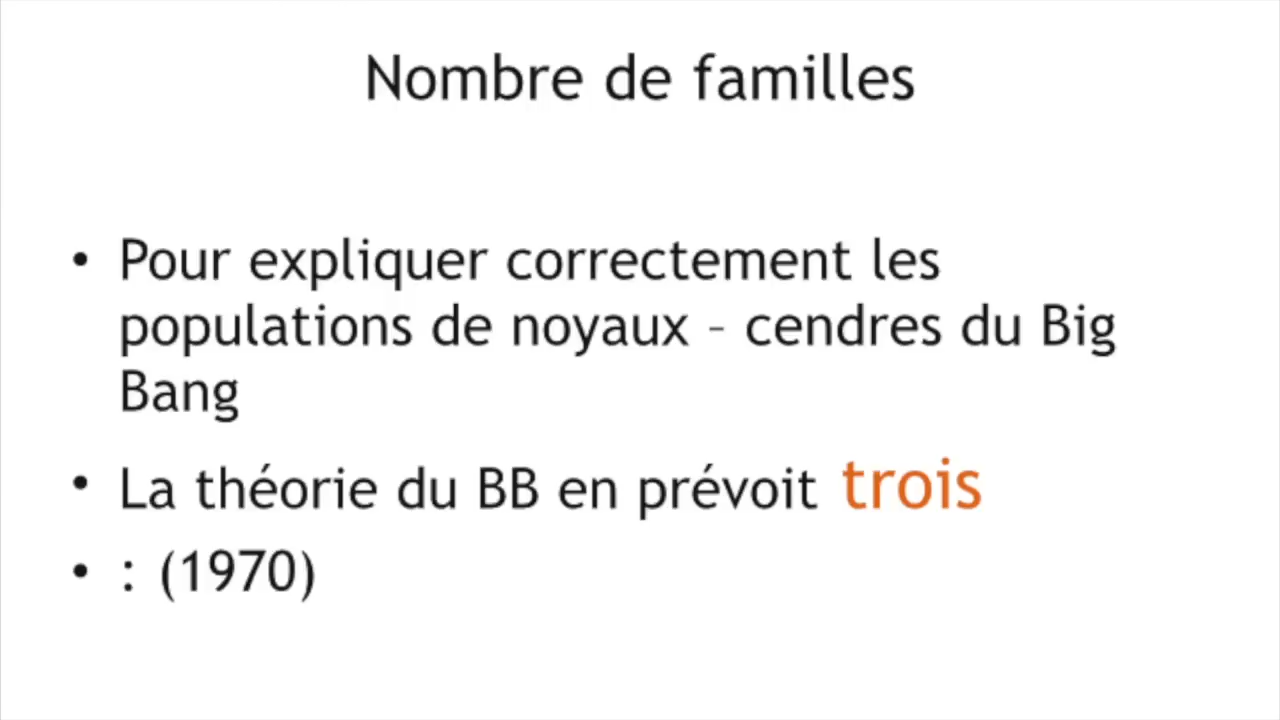 Nombre de familles
• Pour expliquer correctement les
populations de noyaux – cendres du Big
Bang
• La théorie du BB en prévoit trois
• : (1970)